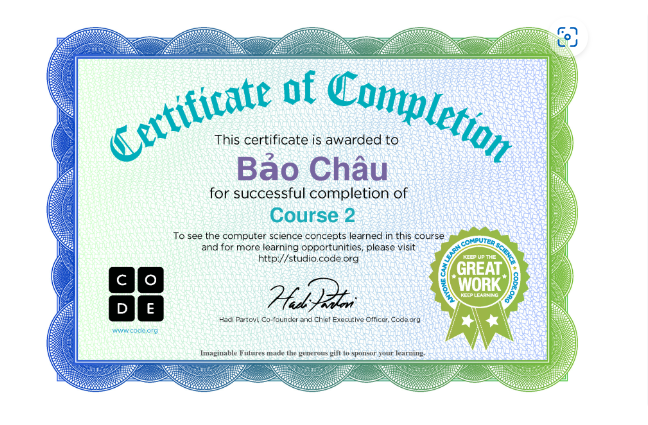 Certificate of Completion
This certificate is awarded to
Bảo Châu
for successful completion of
Course 2
To see the computer science concepts learned in this course
and for more learning opportunities, please visit
http://studio.code.org
C O
D E
www.code.org
Hadi Partovi
Hadi Partovi, Co-founder and Chief Executive Officer, Code.org
ANYONE CAN LEARN COMPUTER SCIENCE • CODE.ORG
KEEP UP THE
GREAT
WORK
KEEP LEARNING
Imaginable Futures made the generous gift to sponsor your learning.